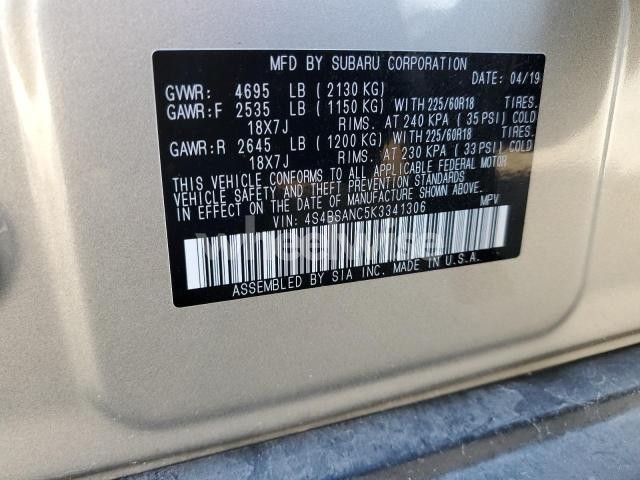 MFD BY SUBARU CORPORATION
DATE: 04/19
GVWR: 4695 LB (2130 KG)
GAWR:F 2535 LB (1150 KG) WITH 225/60R18 TIRES.
18X7J RIMS. AT 240 KPA (35 PSI) COLD
GAWR:R 2645 LB (1200 KG) WITH 225/60R18 TIRES.
18X7J RIMS. AT 230 KPA (33 PSI) COLD
THIS VEHICLE CONFORMS TO ALL APPLICABLE FEDERAL MOTOR
VEHICLE SAFETY AND THEFT PREVENTION STANDARDS
IN EFFECT ON THE DATE OF MANUFACTURE SHOWN ABOVE.
VIN: 4S4BSANC5K3341306 MPV
wheelwise
ASSEMBLED BY SIA INC. MADE IN U.S.A.